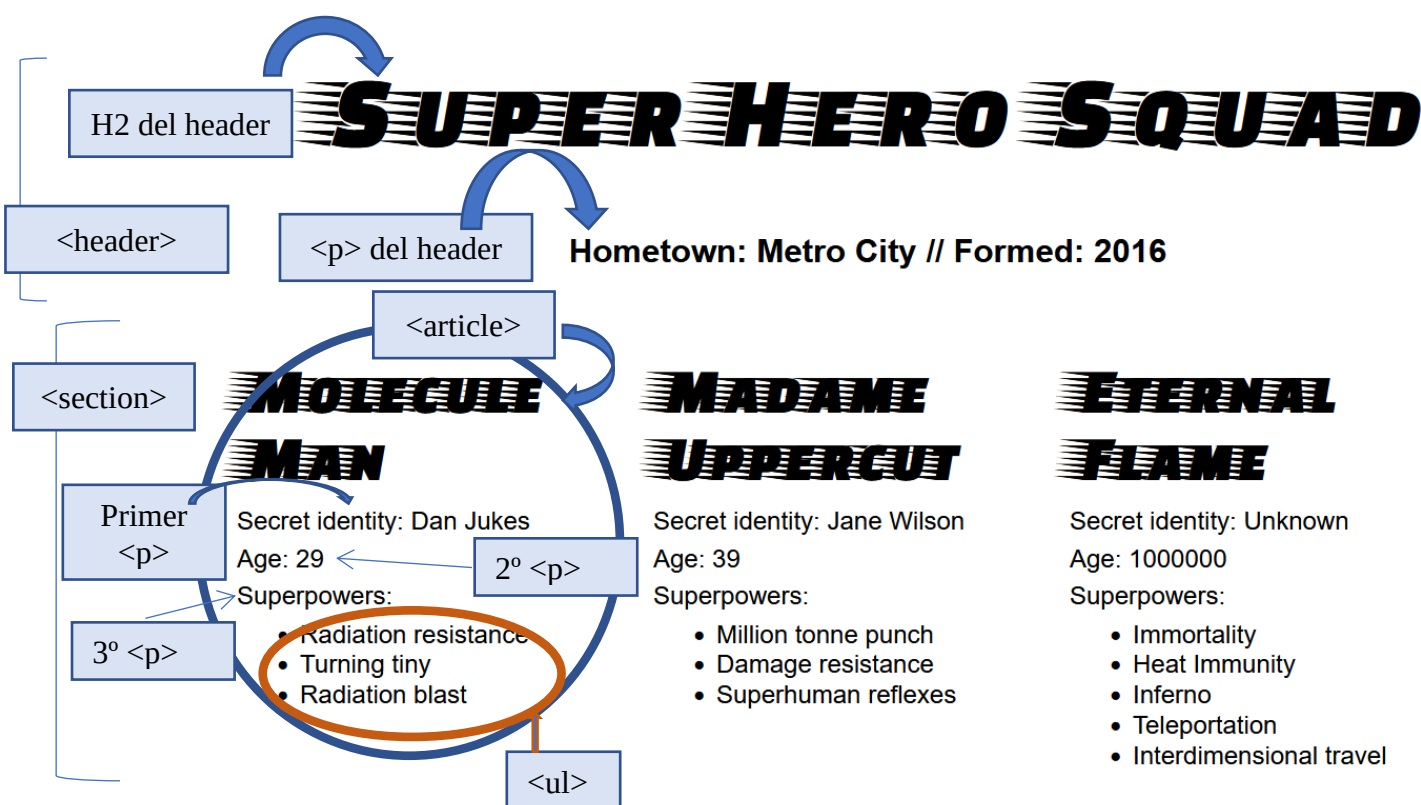 H2 del header
SUPER HERO SQUAD
<header>
<p> del header
Hometown: Metro City // Formed: 2016
<article>
<section>
MOLECULE
MAN
Primer
<p>
Secret identity: Dan Jukes
Age: 29
2º <p>
Superpowers:
3º <p>
• Radiation resistance
• Turning tiny
• Radiation blast
<ul>
MADAME
UPPERCUT
Secret identity: Jane Wilson
Age: 39
Superpowers:
• Million tonne punch
• Damage resistance
• Superhuman reflexes
ETERNAL
FLAME
Secret identity: Unknown
Age: 1000000
Superpowers:
• Immortality
• Heat Immunity
• Inferno
• Teleportation
• Interdimensional travel